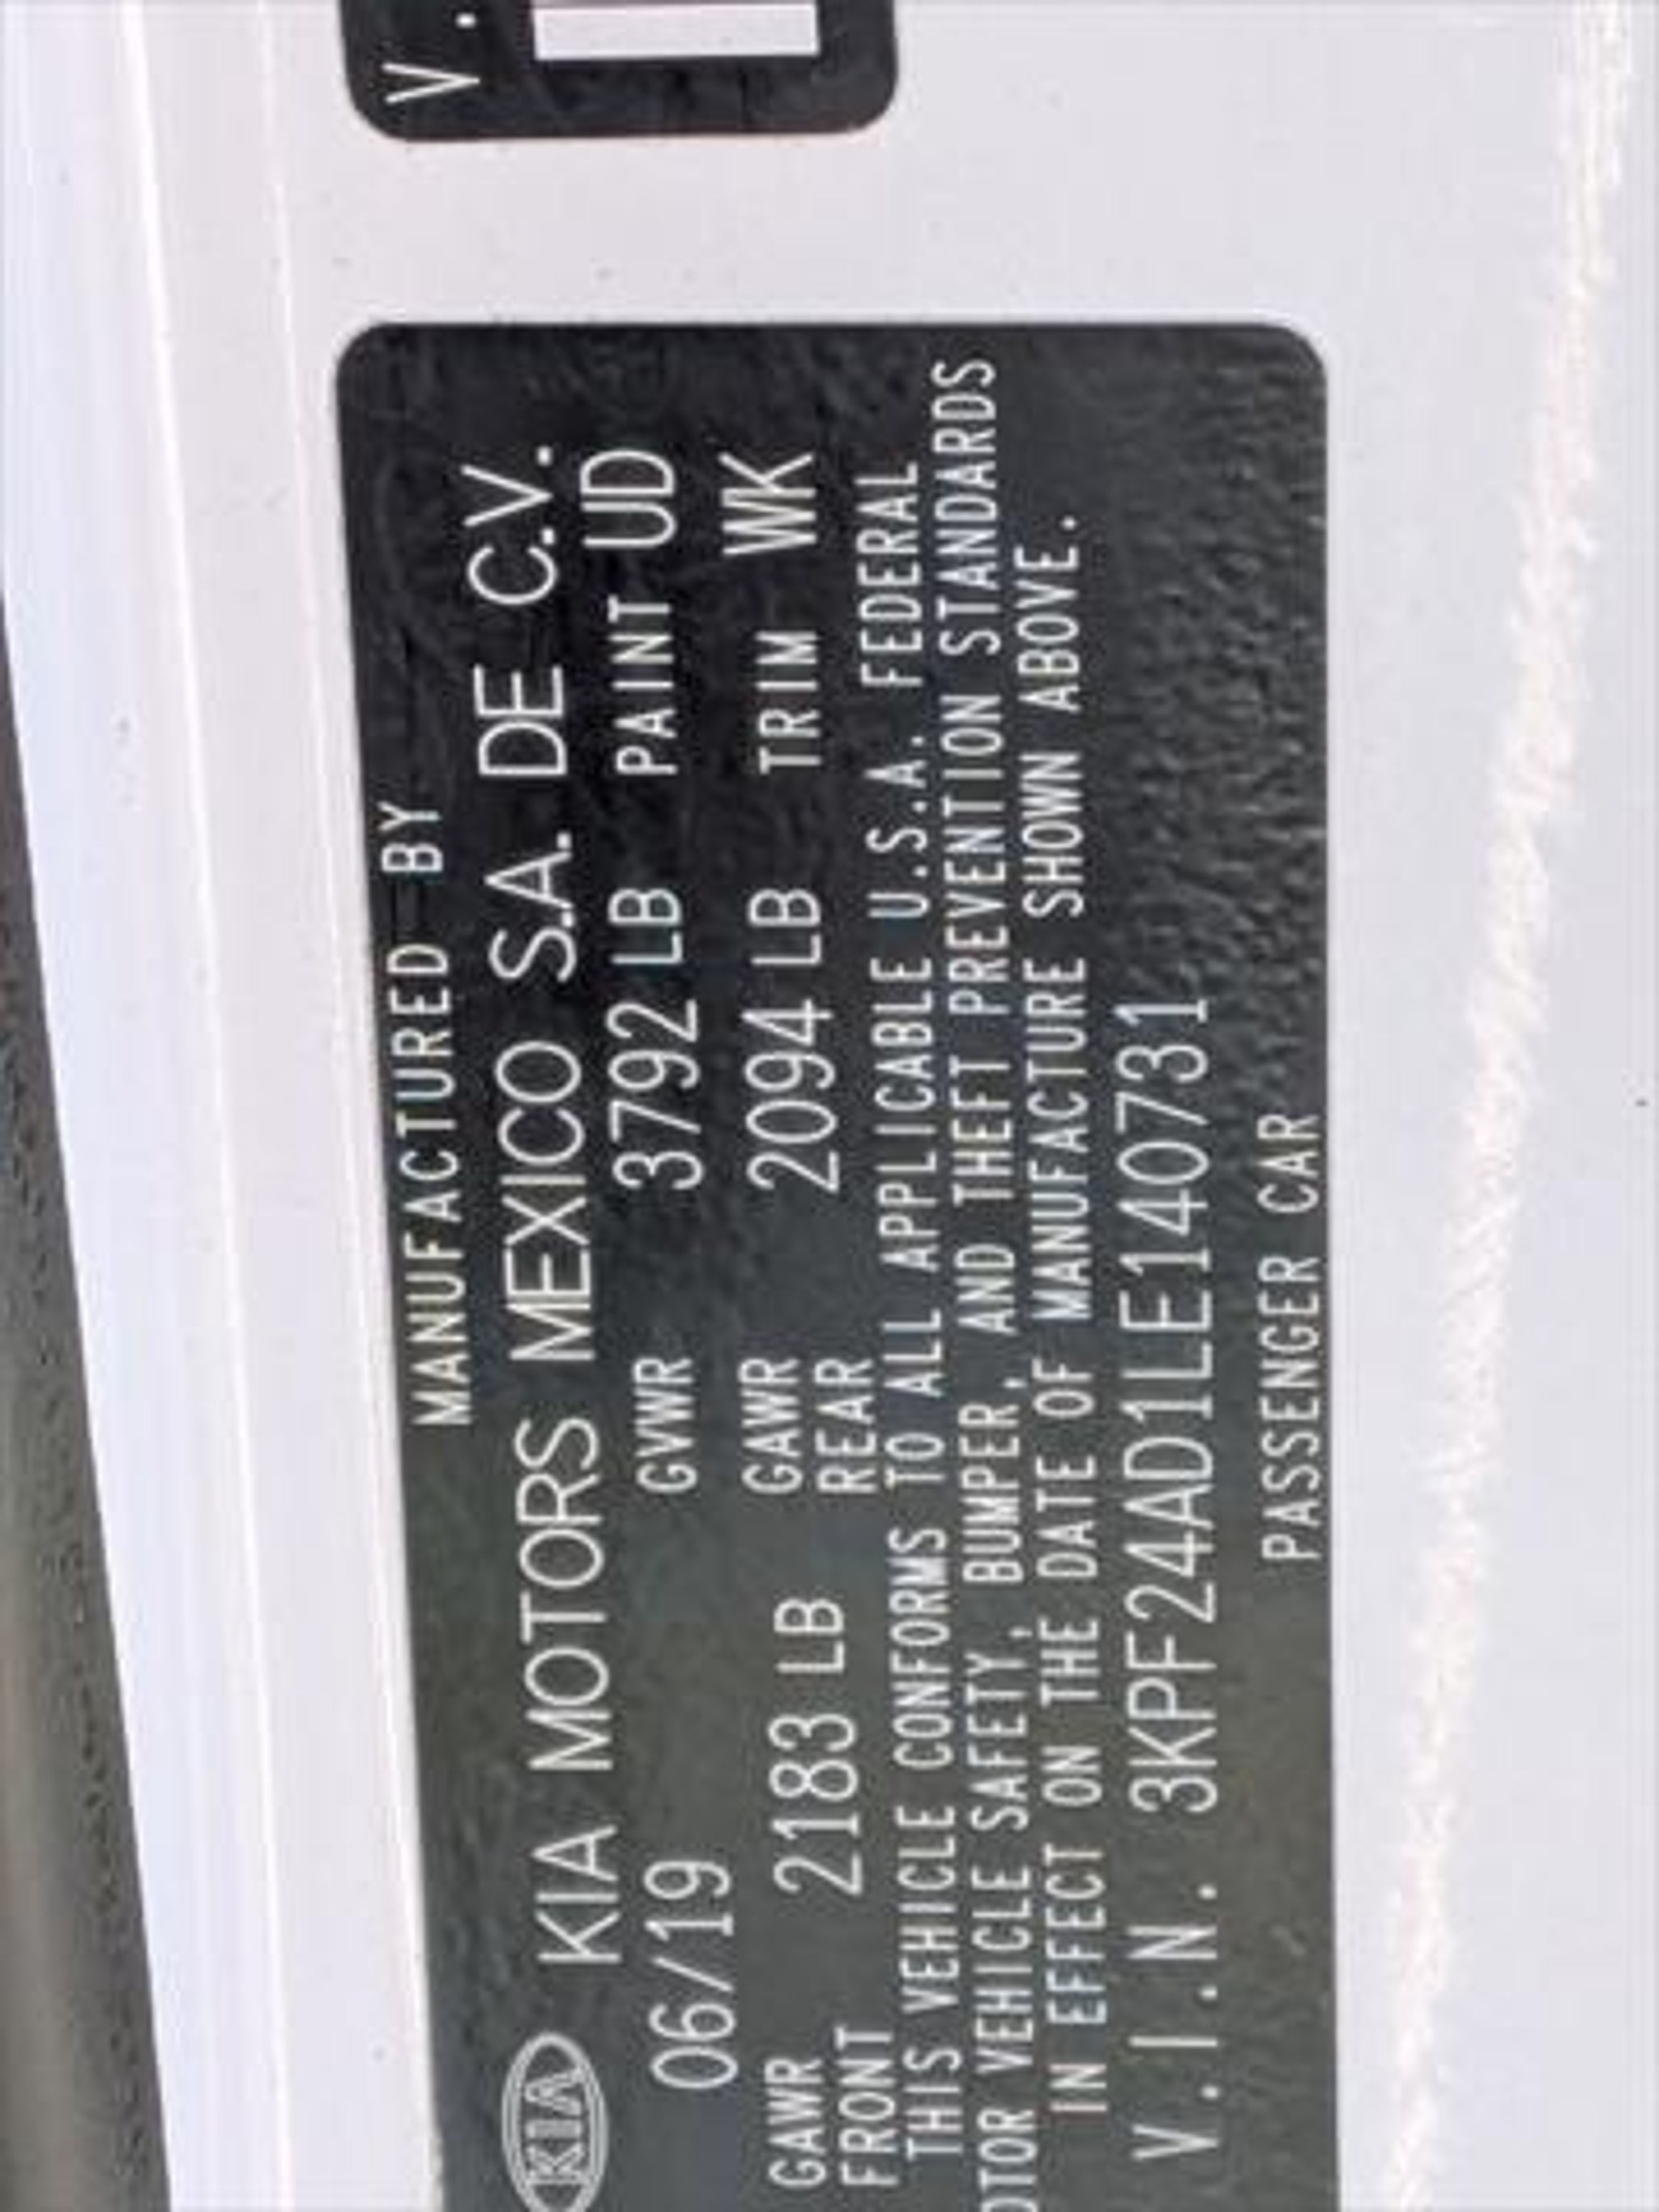 V.
MANUFACTURED BY
KIA KIA MOTORS MEXICO S.A. DE C.V.
06/19 GVWR 3792 LB PAINT UD
GAWR FRONT 2183 LB GAWR REAR 2094 LB TRIM WK
THIS VEHICLE CONFORMS TO ALL APPLICABLE U.S.A. FEDERAL
OTOR VEHICLE SAFETY, BUMPER, AND THEFT PREVENTION STANDARDS
IN EFFECT ON THE DATE OF MANUFACTURE SHOWN ABOVE.
V.I.N. 3KPF24AD1LE140731
PASSENGER CAR